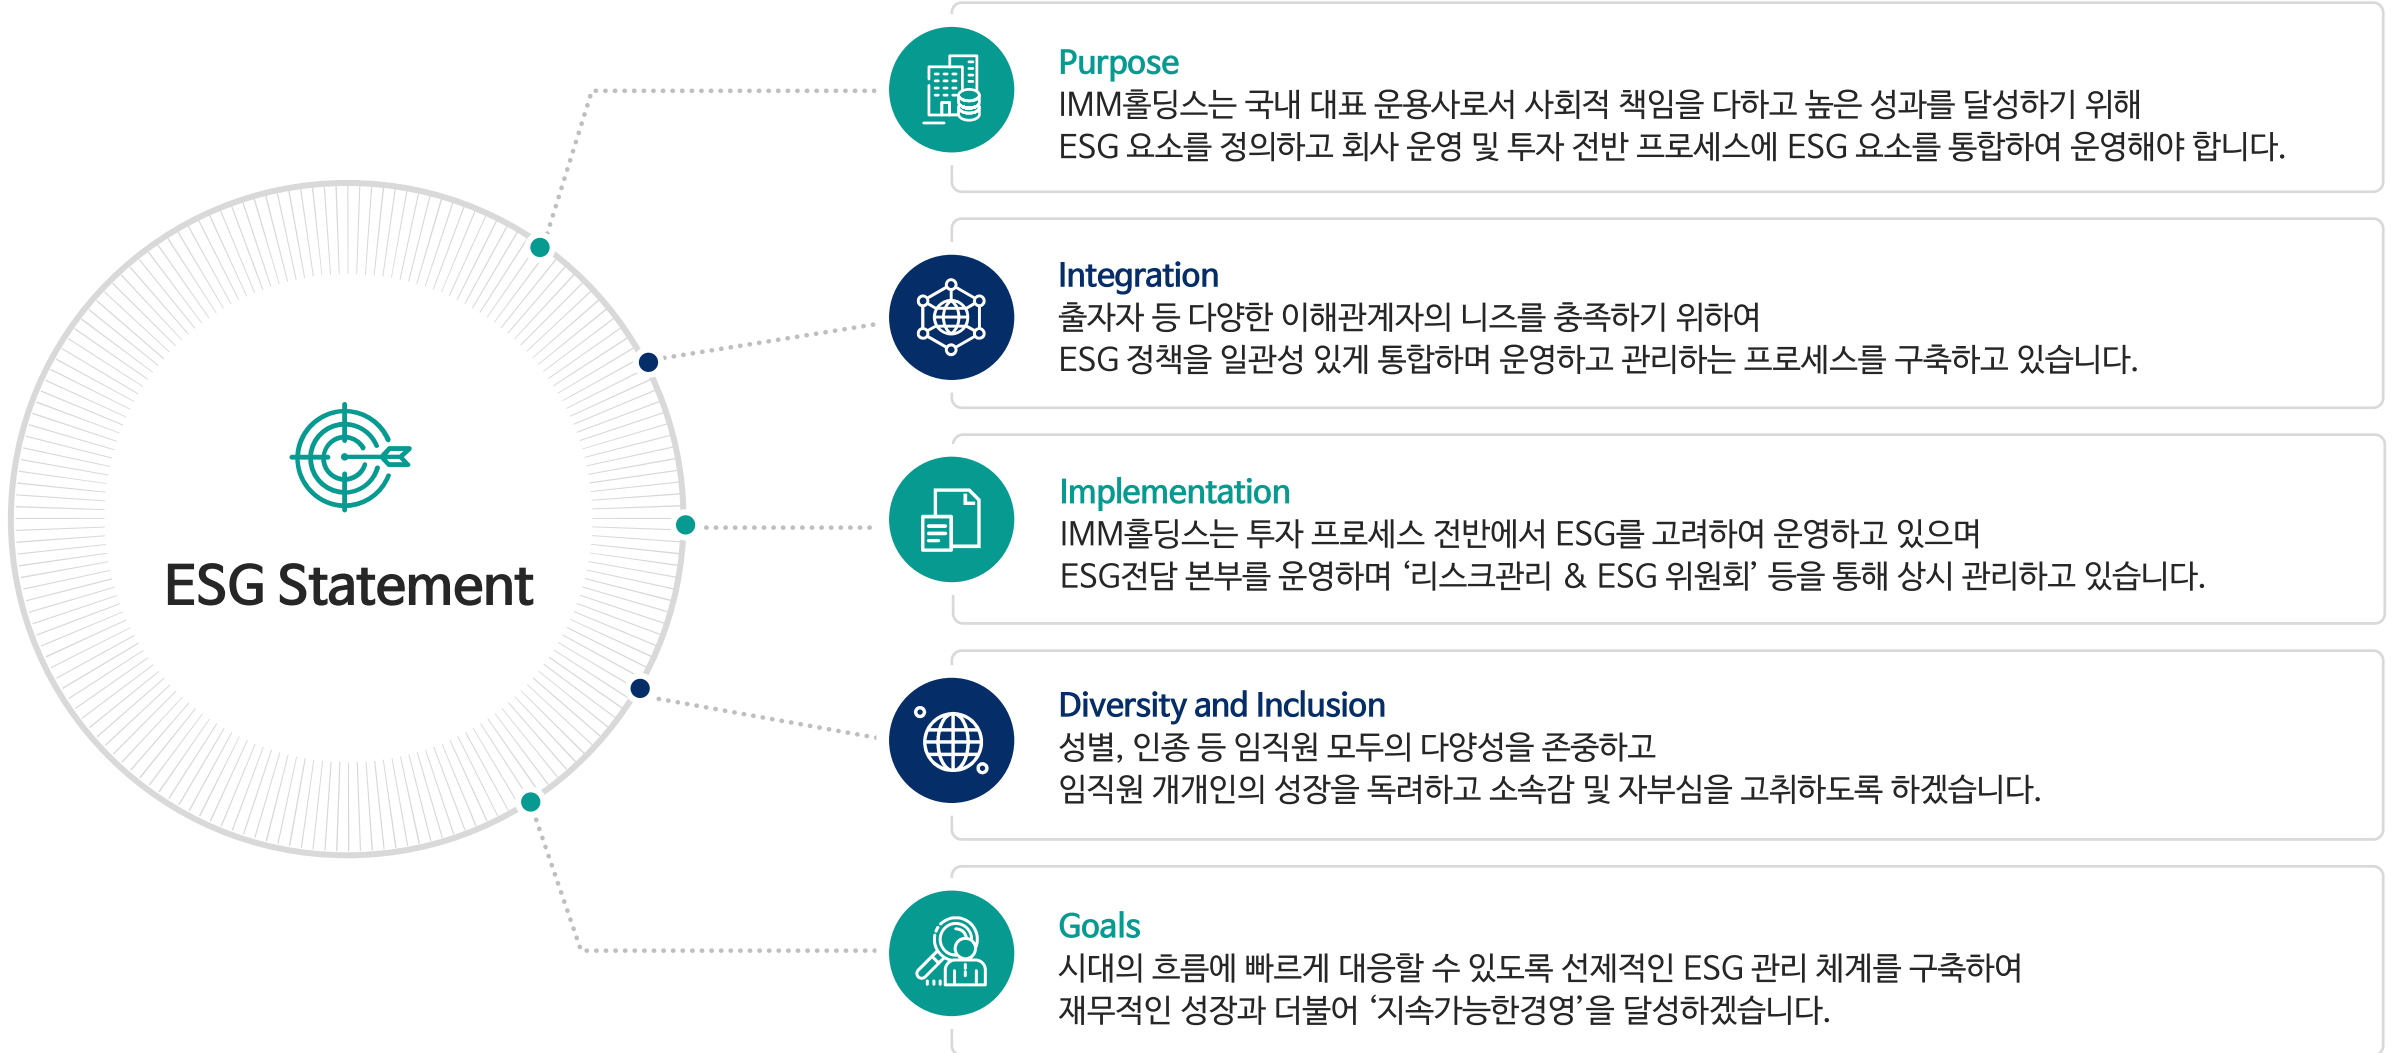 ESG Statement
Purpose
IMM홀딩스는 국내 대표 운용사로서 사회적 책임을 다하고 높은 성과를 달성하기 위해
ESG 요소를 정의하고 회사 운영 및 투자 전반 프로세스에 ESG 요소를 통합하여 운영해야 합니다.
Integration
출자자 등 다양한 이해관계자의 니즈를 충족하기 위하여
ESG 정책을 일관성 있게 통합하며 운영하고 관리하는 프로세스를 구축하고 있습니다.
Implementation
IMM홀딩스는 투자 프로세스 전반에서 ESG를 고려하여 운영하고 있으며
ESG전담 본부를 운영하며 ‘리스크관리 & ESG 위원회’ 등을 통해 상시 관리하고 있습니다.
Diversity and Inclusion
성별, 인종 등 임직원 모두의 다양성을 존중하고
임직원 개개인의 성장을 독려하고 소속감 및 자부심을 고취하도록 하겠습니다.
Goals
시대의 흐름에 빠르게 대응할 수 있도록 선제적인 ESG 관리 체계를 구축하여
재무적인 성장과 더불어 ‘지속가능한경영’을 달성하겠습니다.